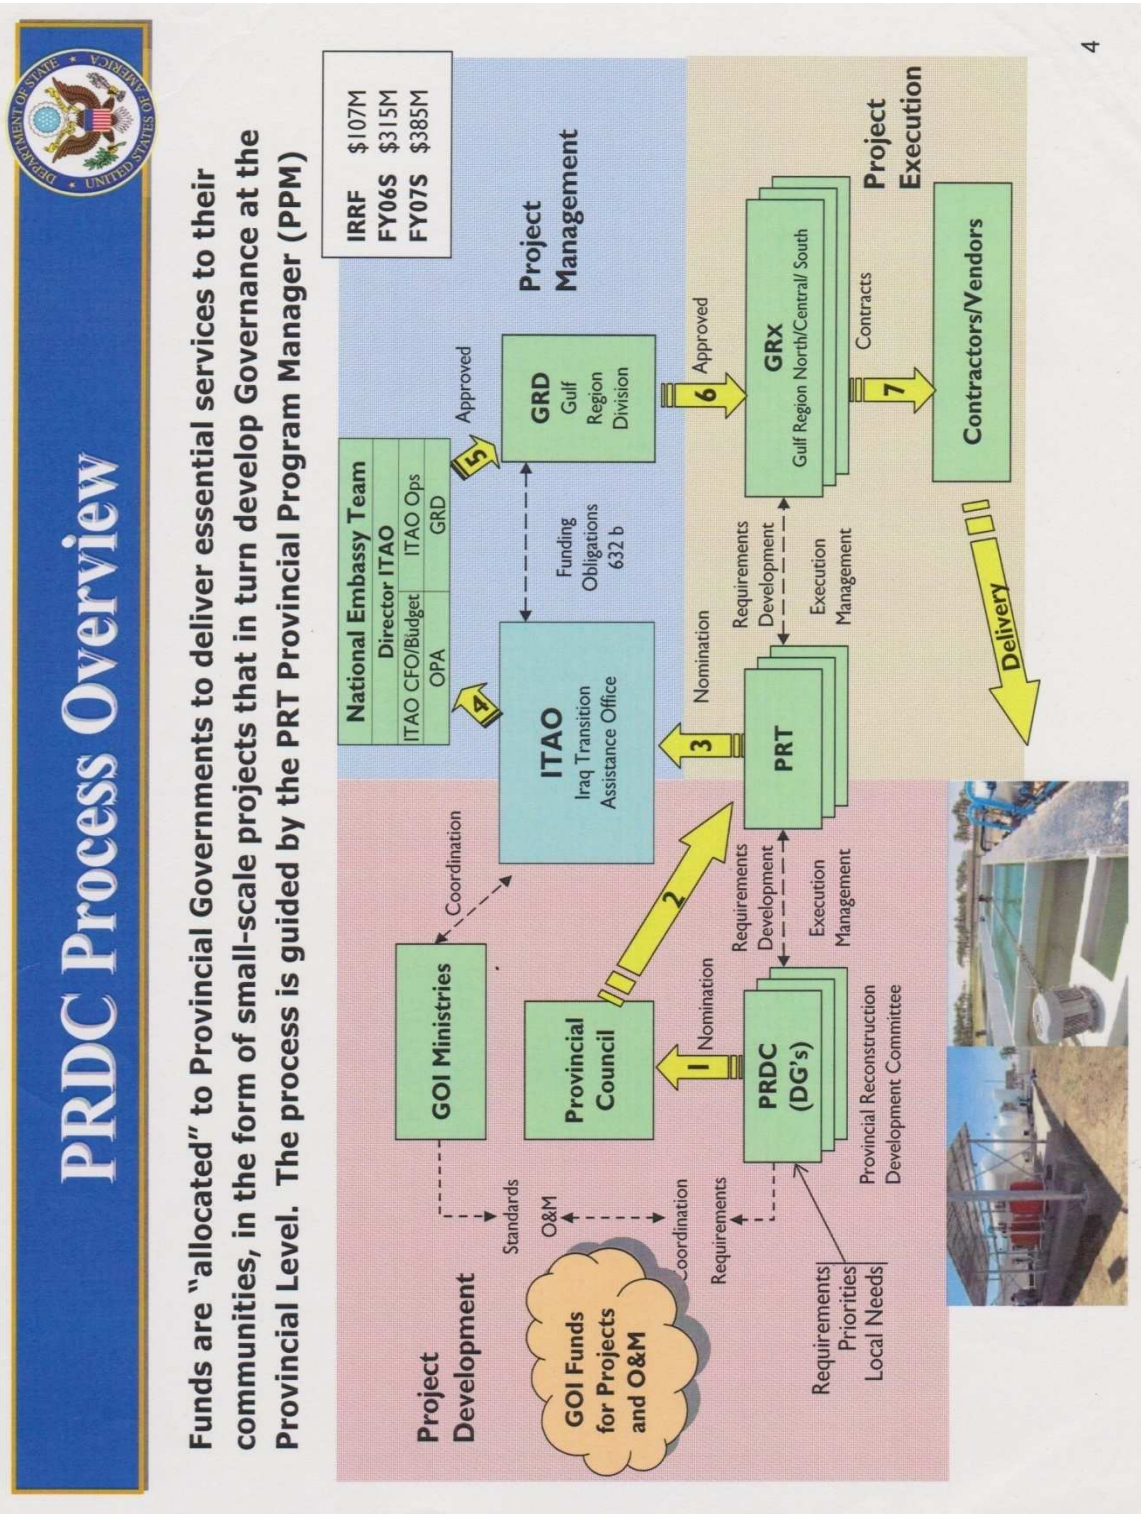 PRDC Process Overview
DEPARTMENT OF STATE
UNITED STATES OF AMERICA
Funds are “allocated” to Provincial Governments to deliver essential services to their
communities, in the form of small-scale projects that in turn develop Governance at the
Provincial Level. The process is guided by the PRT Provincial Program Manager (PPM)
IRRF $107M
FY06S $315M
FY07S $385M
Project
Development
GOI Ministries
Coordination
National Embassy Team
Director ITAO
ITAO CFO/Budget
ITAO Ops
OPA
GRD
4
5
Approved
Project
Management
Standards
O&M
Coordination
Requirements
GOI Funds
for Projects
and O&M
Provincial
Council
2
ITAO
Iraq Transition
Assistance Office
Funding
Obligations
632 b
GRD
Gulf
Region
Division
1
Nomination
3
Nomination
6
Approved
PRDC
(DG's)
Requirements
Development
Execution
Management
PRT
Requirements
Development
Execution
Management
GRx
Gulf Region North/Central/ South
Project
Execution
Requirements
Priorities
Local Needs
Provincial Reconstruction
Development Committee
7
Contracts
Delivery
Contractors/Vendors
4